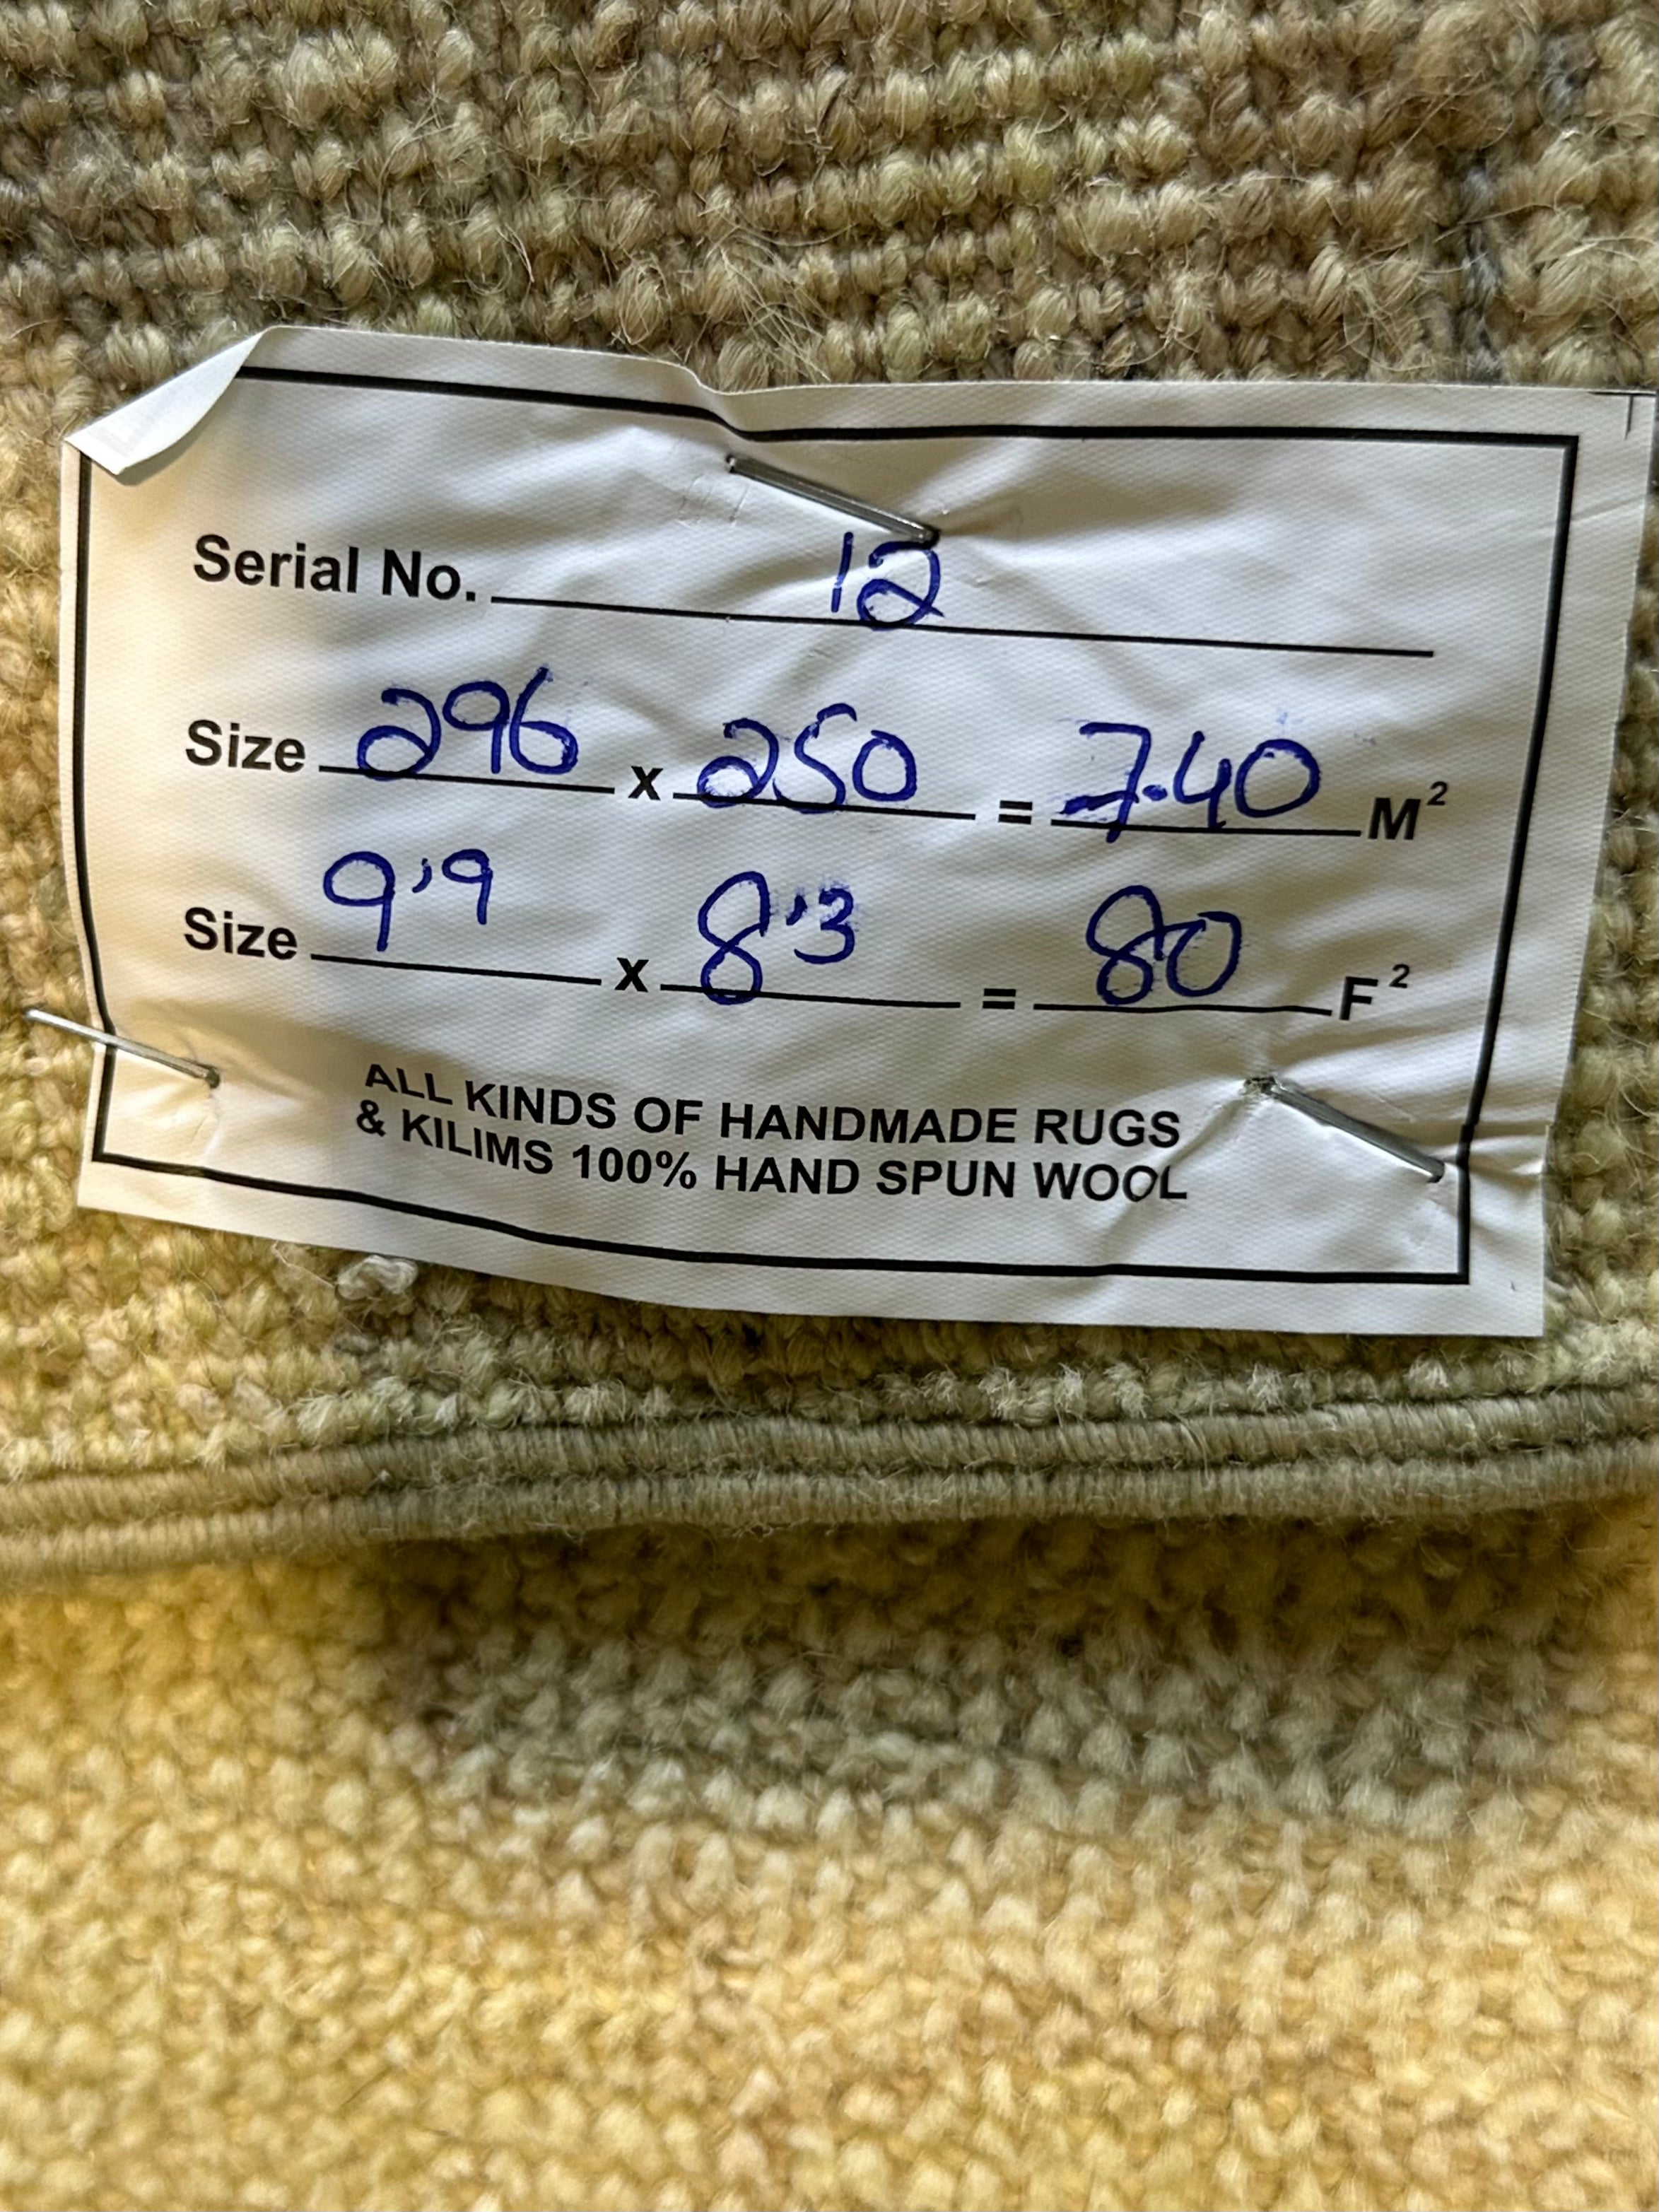 Serial No. 12
Size 296 x 250 = 7.40 M²
Size 9'9 x 8'3 = 80 F²
ALL KINDS OF HANDMADE RUGS
& KILIMS 100% HAND SPUN WOOL